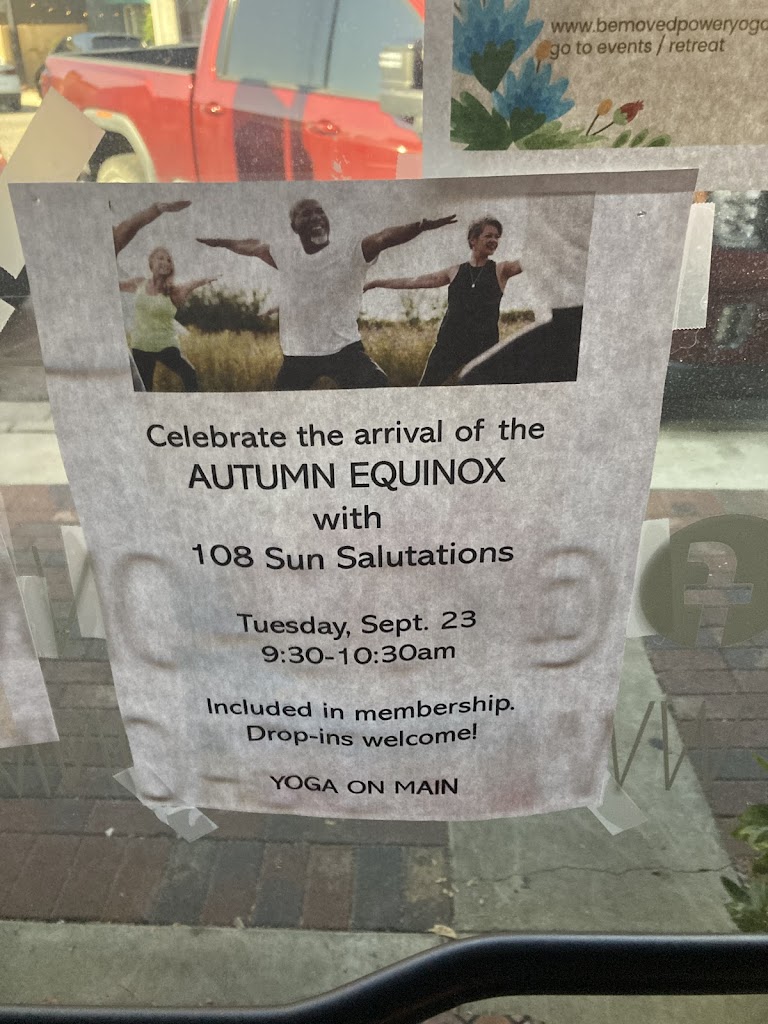 www.bemovedpoweryoga
go to events / retreat
Celebrate the arrival of the
AUTUMN EQUINOX
with
108 Sun Salutations
Tuesday, Sept. 23
9:30-10:30am
Included in membership.
Drop-ins welcome!
YOGA ON MAIN